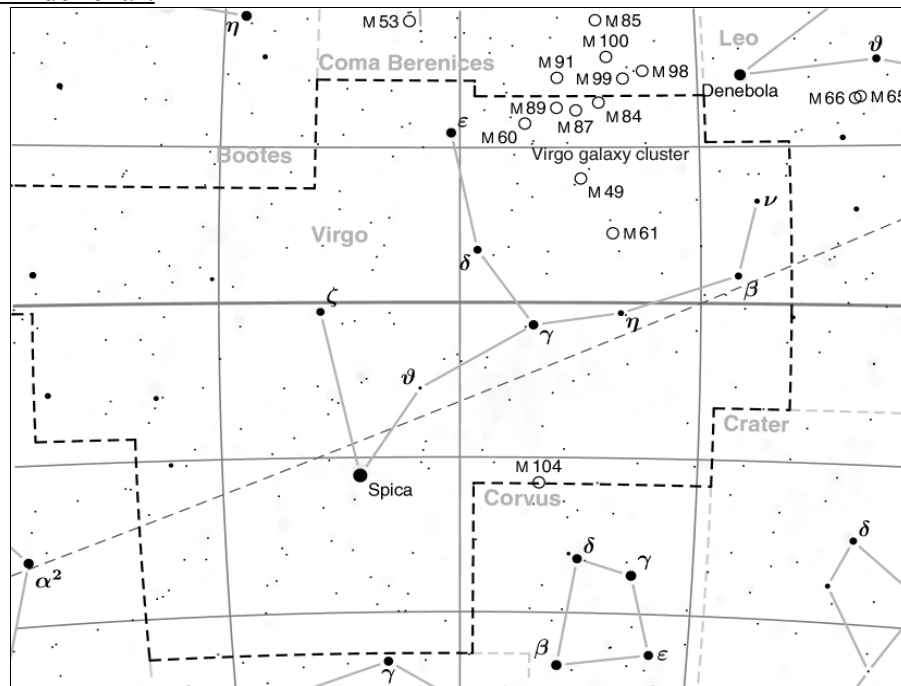 η
M 53
M 85
M 100
Leo
ϑ
Coma Berenices
M 91
M 99
M 98
Denebola
M 66
M 65
M 89
M 87
M 84
M 60
ε
Boötes
Virgo galaxy cluster
M 49
ν
Virgo
M 61
δ
β
ζ
γ
η
ϑ
Crater
M 104
Spica
Corvus
δ
γ
δ
α²
β
ε
γ